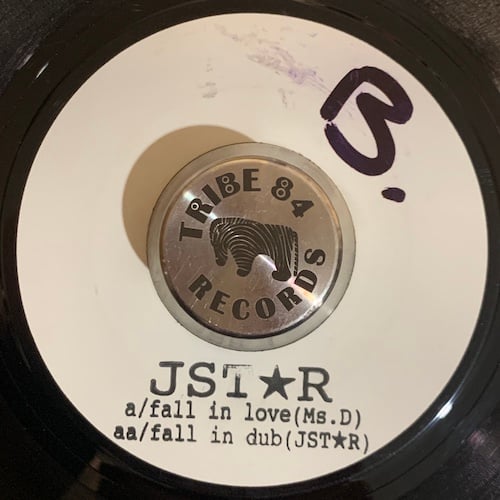 B.
TRIBE 84
RECORDS
JST★R
a/fall in love(Ms.D)
aa/fall in dub(JST★R)